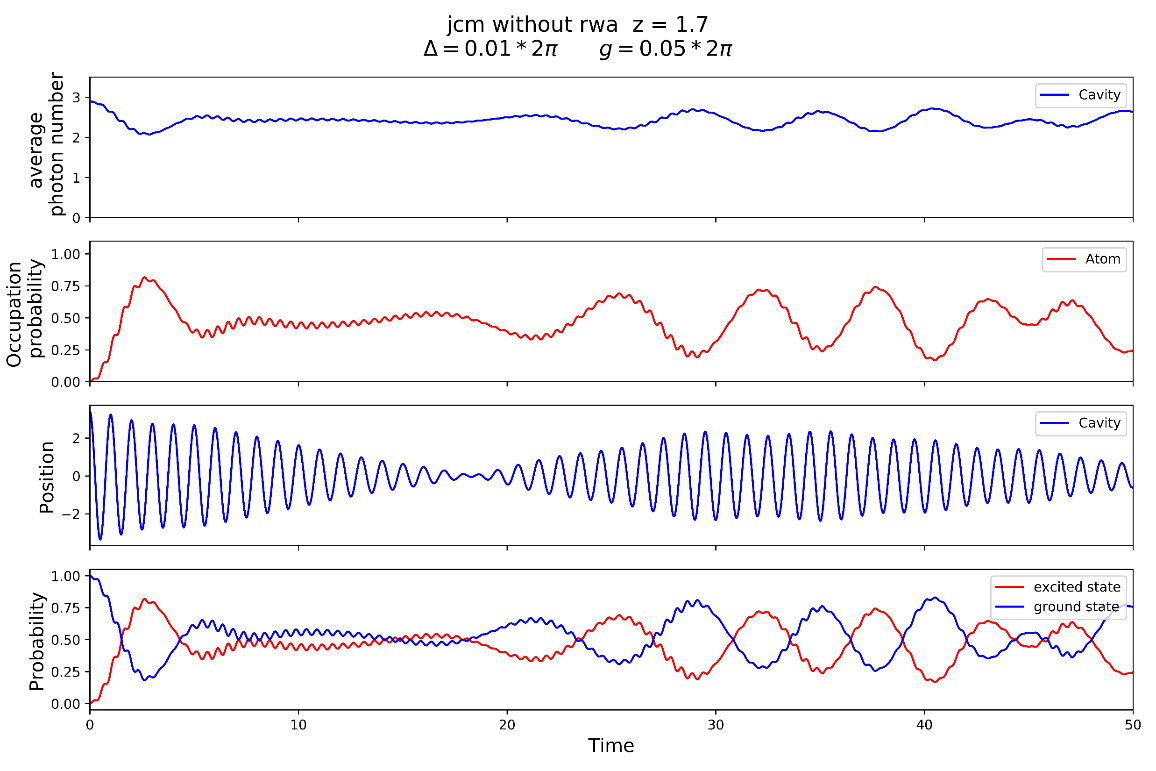 jcm without rwa z = 1.7
Δ = 0.01 * 2π g = 0.05 * 2π
average
photon number
3
2
1
0
Cavity
Occupation
probability
1.00
0.75
0.50
0.25
0.00
Atom
Position
2
0
−2
Cavity
Probability
1.00
0.75
0.50
0.25
0.00
excited state
ground state
0 10 20 30 40 50
Time